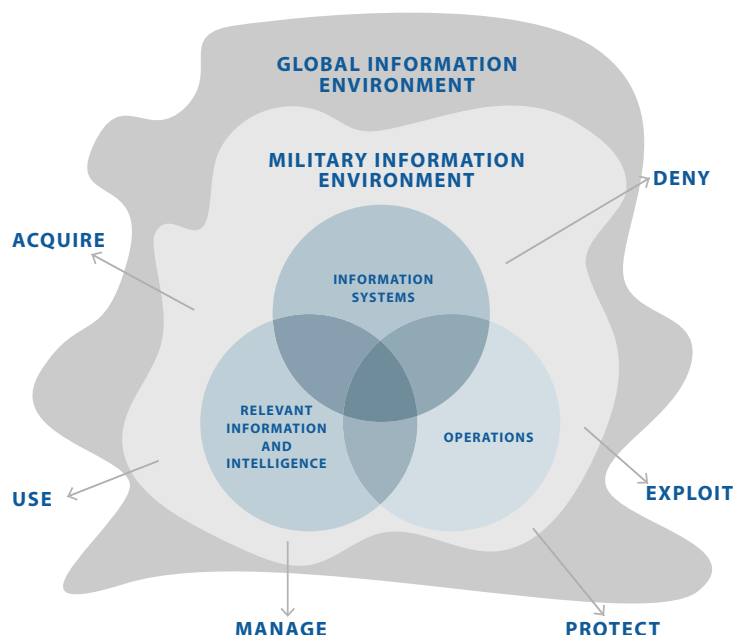 GLOBAL INFORMATION
ENVIRONMENT
MILITARY INFORMATION
ENVIRONMENT
DENY
ACQUIRE
INFORMATION
SYSTEMS
RELEVANT
INFORMATION
AND
INTELLIGENCE
OPERATIONS
USE
EXPLOIT
MANAGE
PROTECT